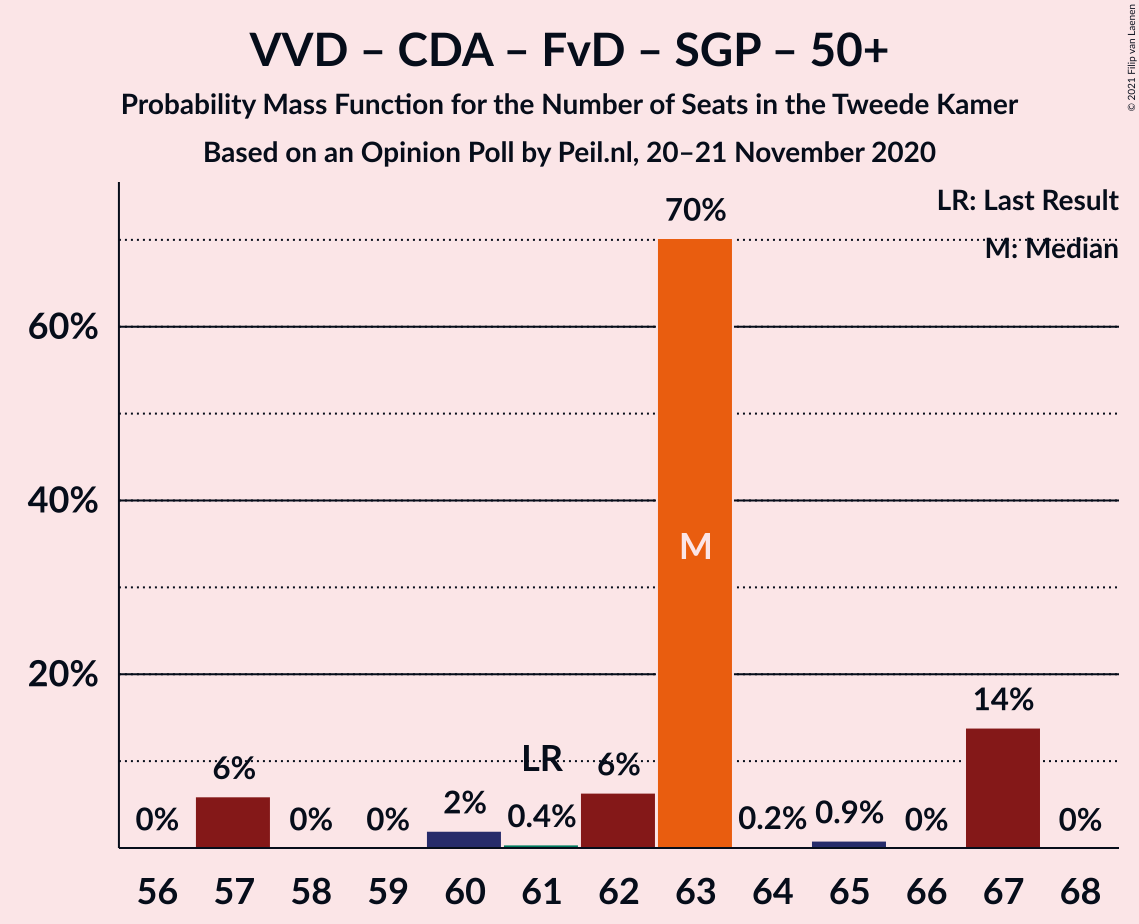 VVD – CDA – FvD – SGP – 50+
Probability Mass Function for the Number of Seats in the Tweede Kamer
Based on an Opinion Poll by Peil.nl, 20–21 November 2020
© 2021 Filip van Laenen
LR: Last Result
M: Median
70%
60%
40%
M
20%
14%
LR
6%
6%
0%
0%
0%
2%
0.4%
0.2%
0.9%
0%
0%
56 57 58 59 60 61 62 63 64 65 66 67 68